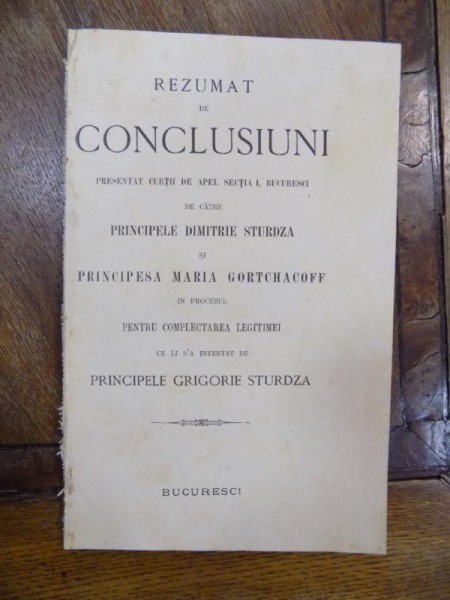 REZUMAT
DE
CONCLUSIUNI
PRESENTAT CURȚII DE APEL SECȚIA I, BUCURESCI
DE CĂTRE
PRINCIPELE DIMITRIE STURDZA
ȘI
PRINCIPESA MARIA GORTCHACOFF
IN PROCESUL
PENTRU COMPLECTAREA LEGITIMEI
CE LI S'A INTENTAT DE
PRINCIPELE GRIGORIE STURDZA
BUCURESCI